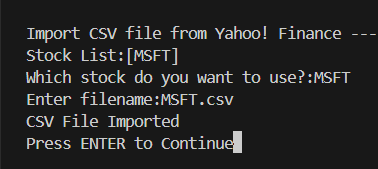 Import CSV file from Yahoo! Finance ---
Stock List:[MSFT]
Which stock do you want to use?:MSFT
Enter filename:MSFT.csv
CSV File Imported
Press ENTER to Continue